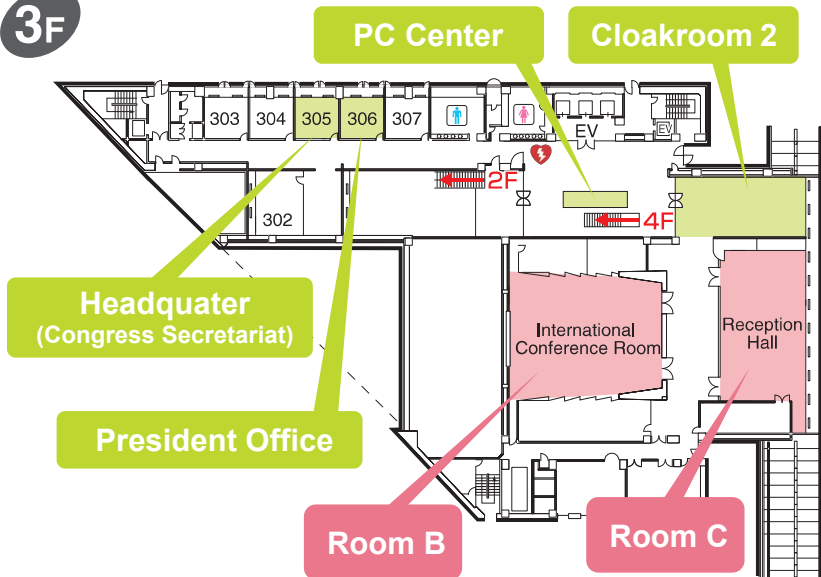 3F
PC Center
Cloakroom 2
303
304
305
306
307
EV
EV
2F
302
4F
Headquater
(Congress Secretariat)
International
Conference Room
Reception
Hall
President Office
Room B
Room C